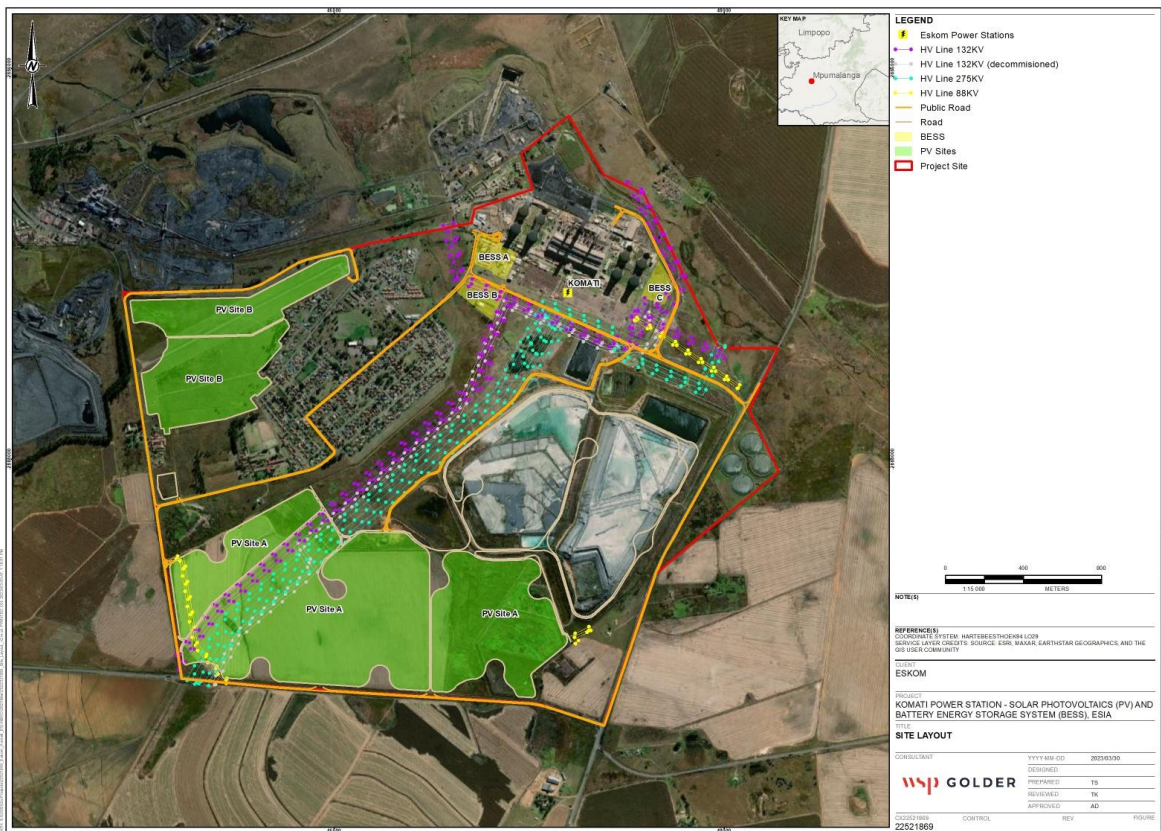 KEY MAP
Limpopo
Mpumalanga
N
BESS A
BESS B
KOMATI
BESS
C
PV Site B
PV Site B
PV Site A
PV Site A
PV Site A
LEGEND
Eskom Power Stations
HV Line 132KV
HV Line 132KV (decommisioned)
HV Line 275KV
HV Line 88KV
Public Road
Road
BESS
PV Sites
Project Site
0 400 800
1:15 000 METERS
NOTE(S)
REFERENCE(S)
COORDINATE SYSTEM: HARTEBEESTHOEK94 LO29
SERVICE LAYER CREDITS: SOURCE: ESRI, MAXAR, EARTHSTAR GEOGRAPHICS, AND THE
GIS USER COMMUNITY
CLIENT
ESKOM
PROJECT
KOMATI POWER STATION - SOLAR PHOTOVOLTAICS (PV) AND
BATTERY ENERGY STORAGE SYSTEM (BESS), ESIA
TITLE
SITE LAYOUT
CONSULTANT
wsp GOLDER
YYYY-MM-DD 2023/03/30
DESIGNED
PREPARED TS
REVIEWED TK
APPROVED AD
CONTROL REV FIGURE
22521869